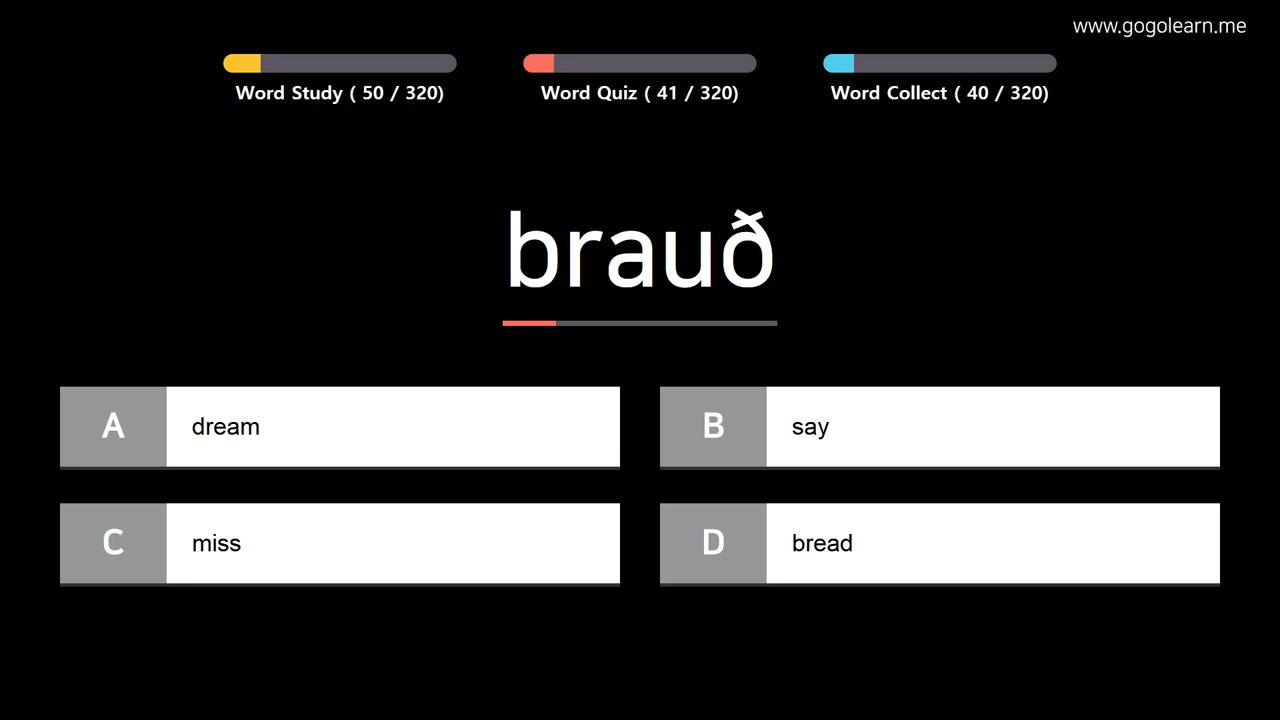 www.gogolearn.me
Word Study ( 50 / 320)
Word Quiz ( 41 / 320)
Word Collect ( 40 / 320)
brauð
A dream
B say
C miss
D bread